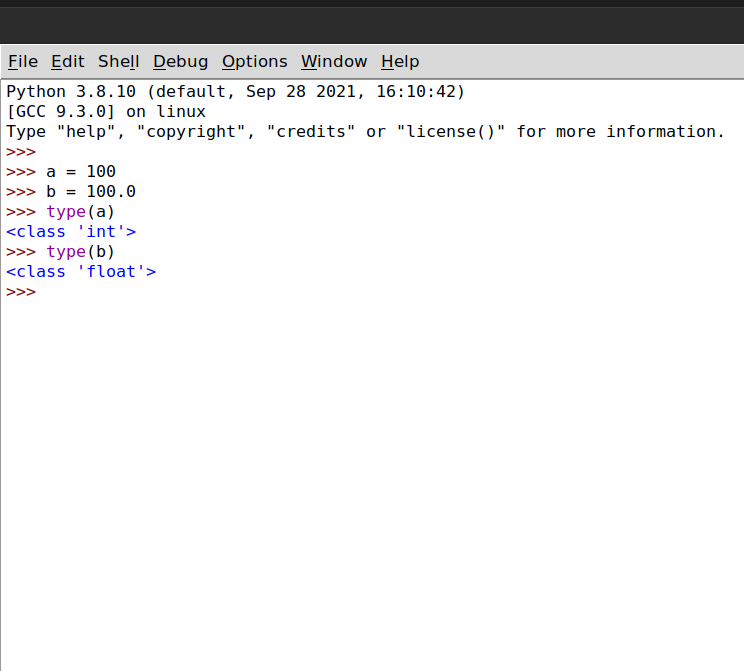 File Edit Shell Debug Options Window Help
Python 3.8.10 (default, Sep 28 2021, 16:10:42)
[GCC 9.3.0] on linux
Type "help", "copyright", "credits" or "license()" for more information.
>>>
>>> a = 100
>>> b = 100.0
>>> type(a)
<class 'int'>
>>> type(b)
<class 'float'>
>>>